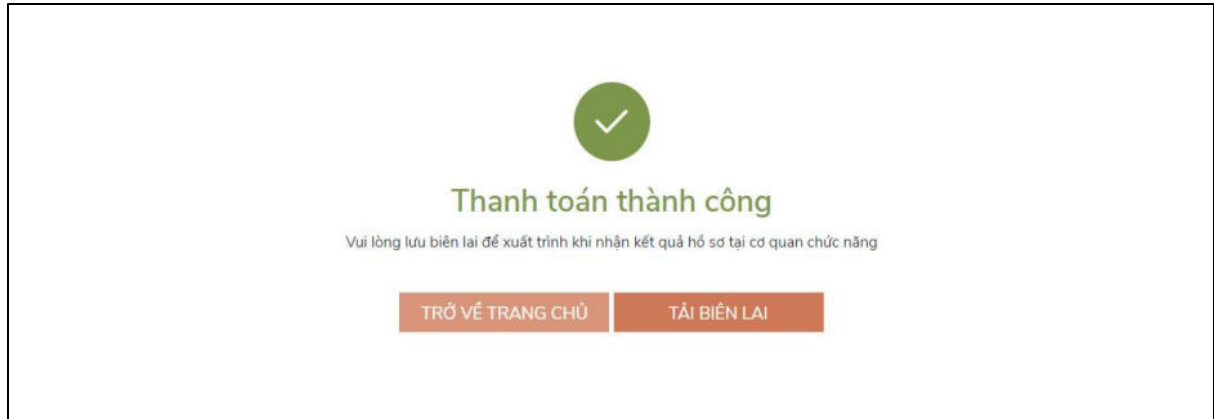 Thanh toán thành công
Vui lòng lưu biên lai để xuất trình khi nhận kết quả hồ sơ tại cơ quan chức năng
TRỞ VỀ TRANG CHỦ
TẢI BIÊN LAI